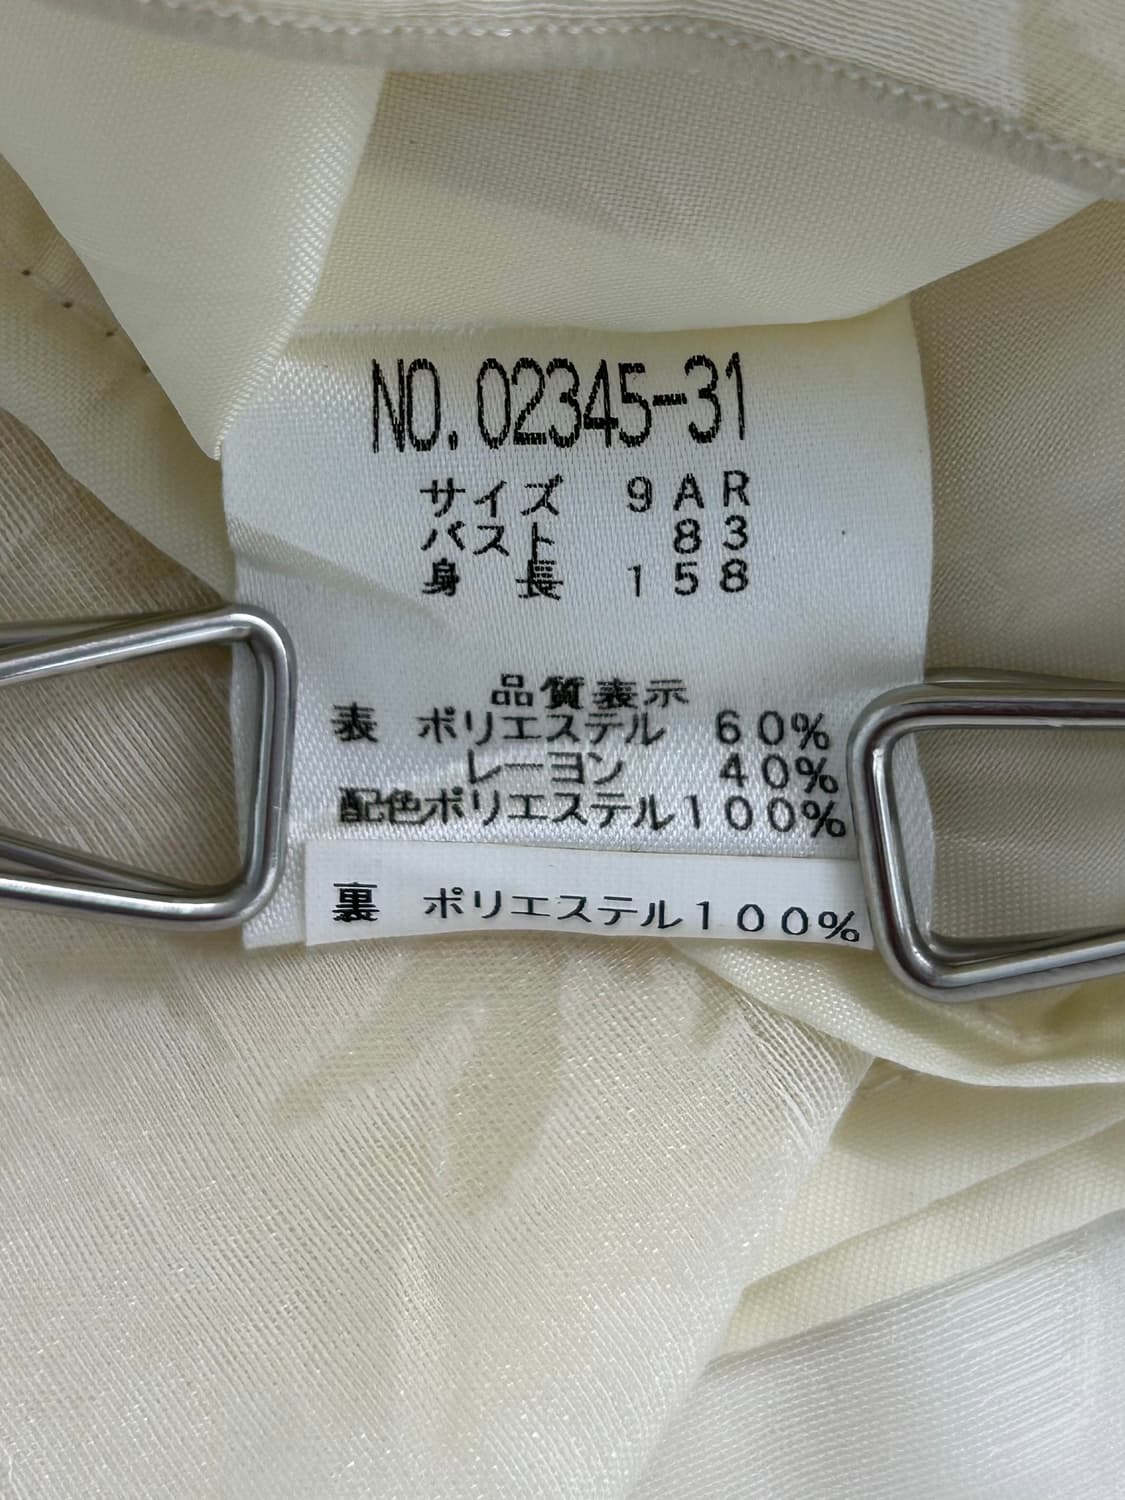 NO.02345-31
サイズ 9AR
バスト 83
身長 158
品質表示
表 ポリエステル 60%
レーヨン 40%
配色ポリエステル100%
裏 ポリエステル100%